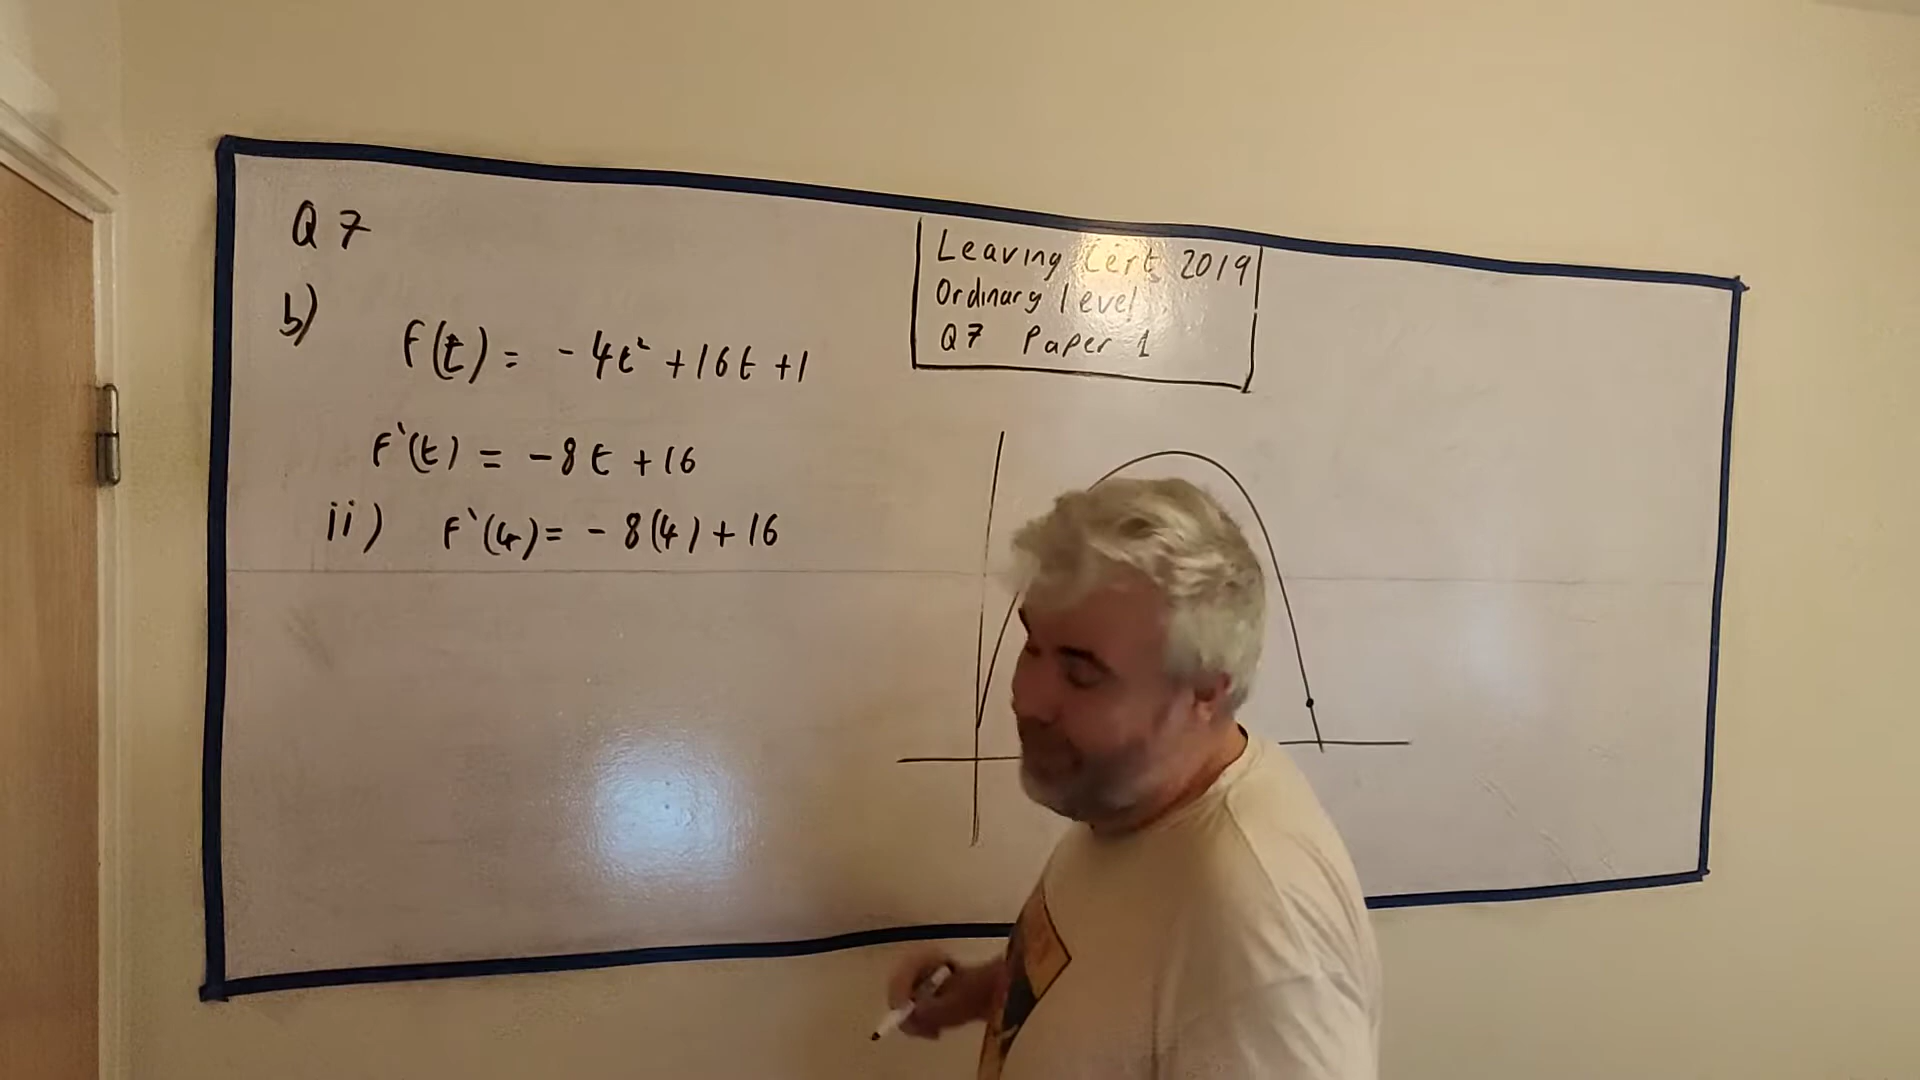 Q7
b)
f(t) = -4t² + 16t + 1
F'(t) = -8t + 16
ii) F'(4) = -8(4) + 16
Leaving Cert 2019
Ordinary level
Q7 Paper 1